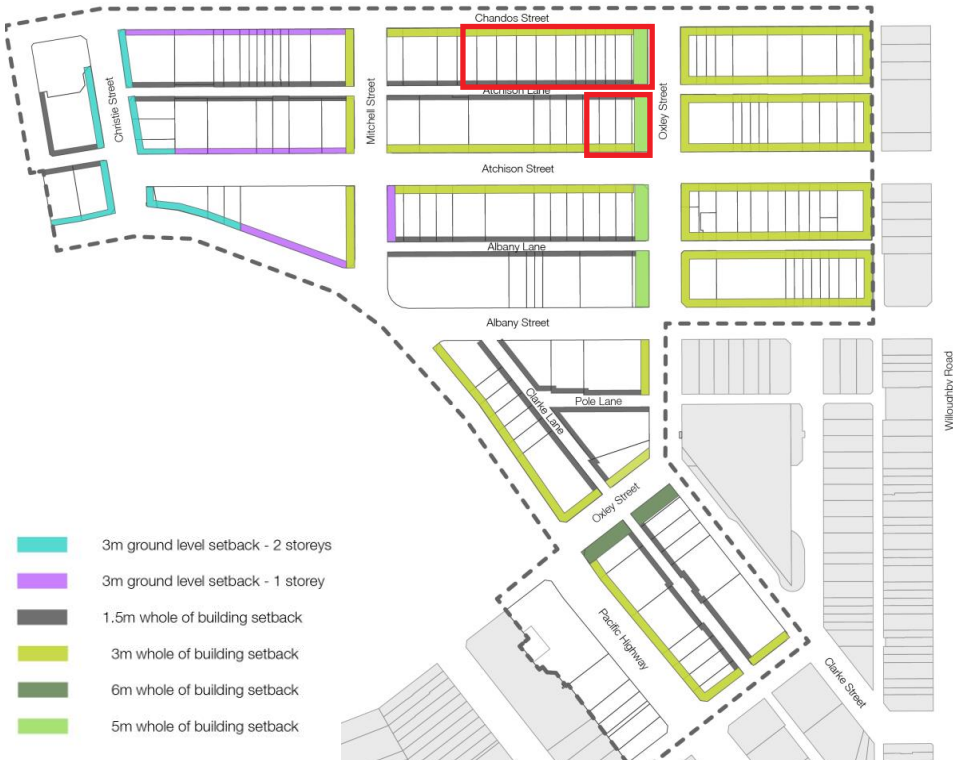 Chandos Street
Atchison Lane
Christie Street
Mitchell Street
Oxley Street
Atchison Street
Albany Lane
Albany Street
Clarke Lane
Pole Lane
Willoughby Road
Oxley Street
Pacific Highway
Clarke Street
3m ground level setback - 2 storeys
3m ground level setback - 1 storey
1.5m whole of building setback
3m whole of building setback
6m whole of building setback
5m whole of building setback